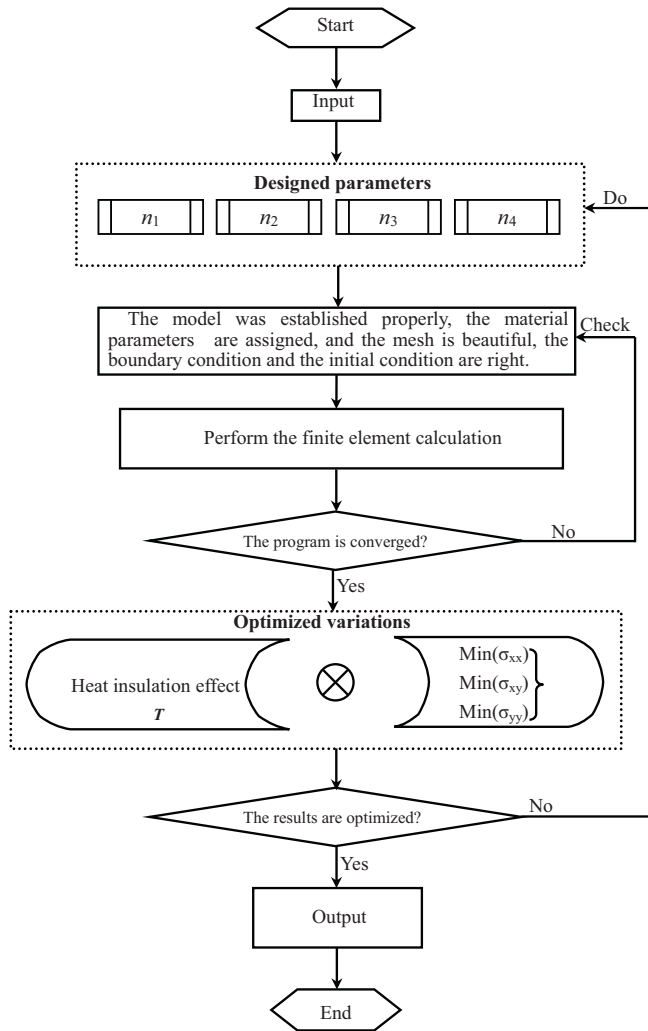 Start
Input
Designed parameters
n1 n2 n3 n4
Do
The model was established properly, the material
parameters are assigned, and the mesh is beautiful, the
boundary condition and the initial condition are right.
Check
Perform the finite element calculation
The program is converged?
No
Yes
Optimized variations
Heat insulation effect
T
Min(σxx)
Min(σxy)
Min(σyy)
The results are optimized?
No
Yes
Output
End